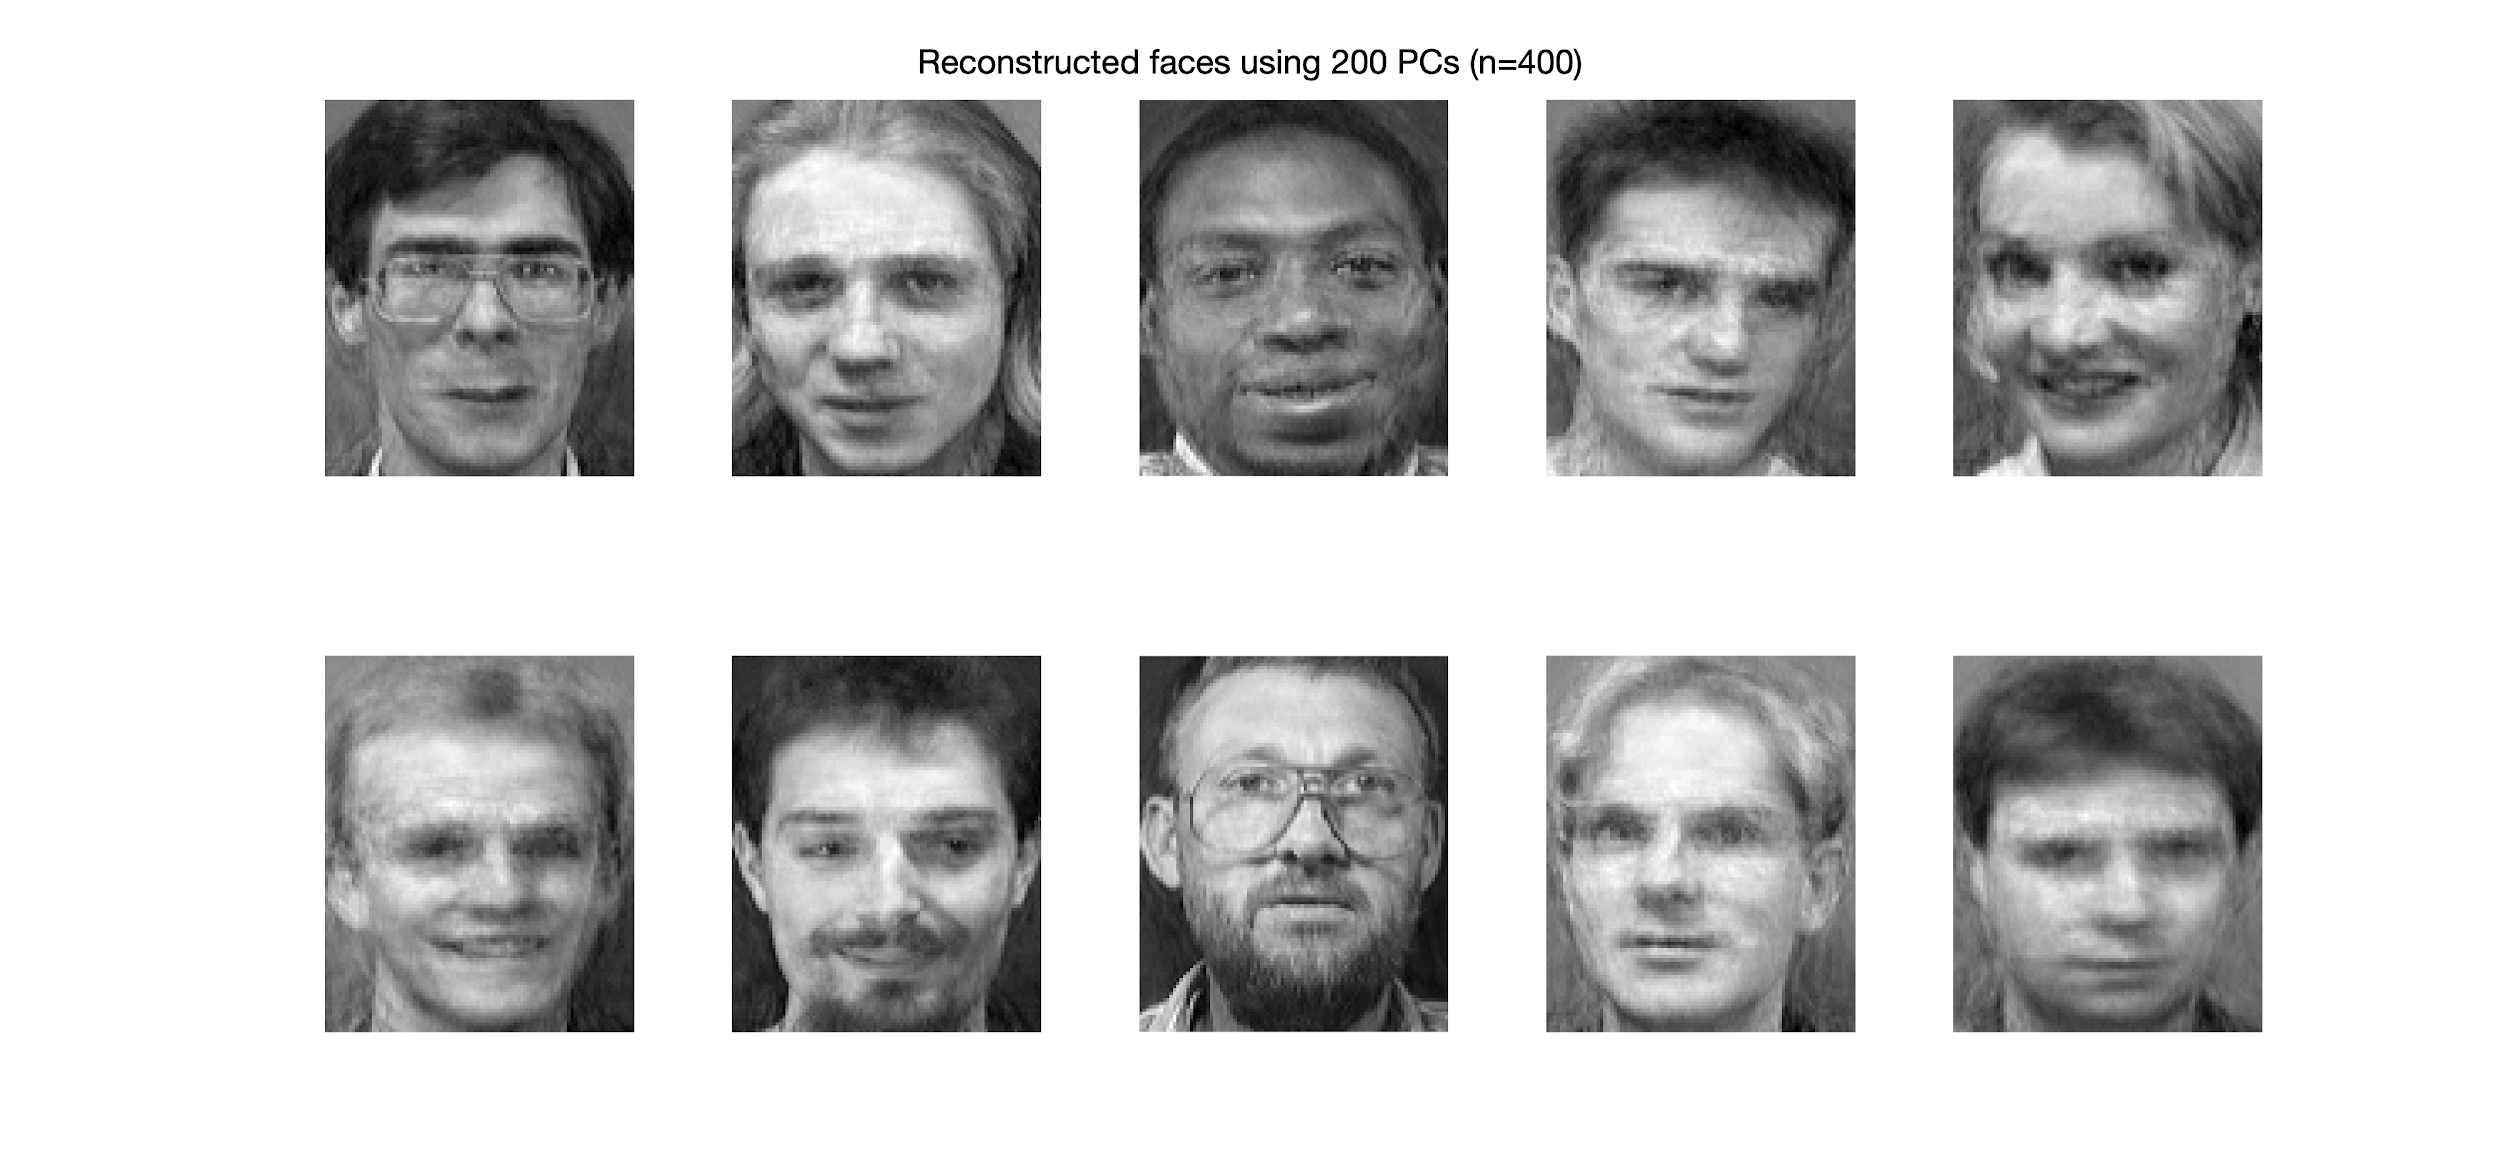 Reconstructed faces using 200 PCs (n=400)